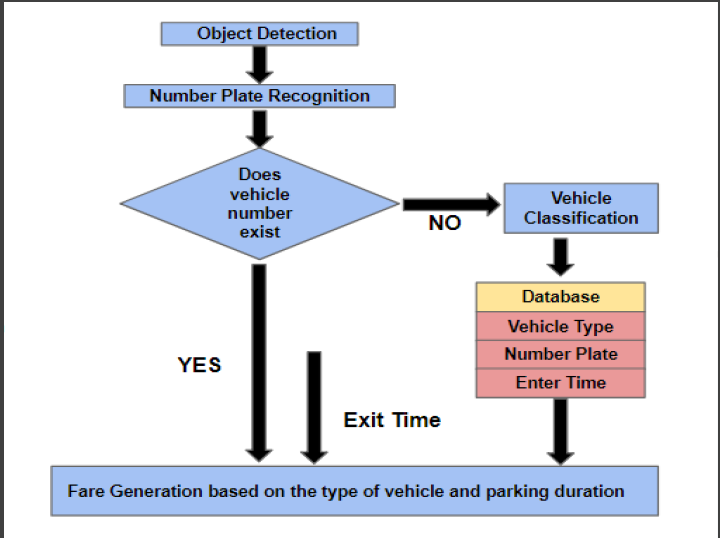 Object Detection
Number Plate Recognition
Does
vehicle
number
exist
NO
Vehicle
Classification
Database
Vehicle Type
Number Plate
Enter Time
YES
Exit Time
Fare Generation based on the type of vehicle and parking duration